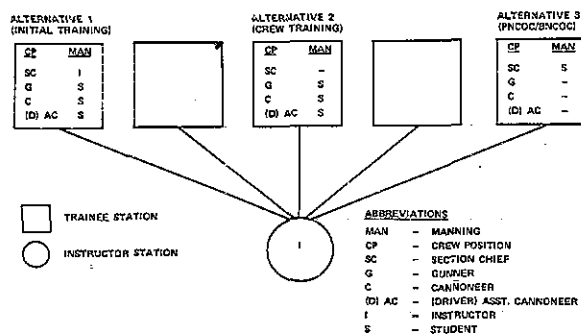 ALTERNATIVE 1
(INITIAL TRAINING)
CP MAN
SC I
G S
C S
(D) AC S
ALTERNATIVE 2
(CREW TRAINING)
CP MAN
SC –
G S
C S
(D) AC S
ALTERNATIVE 3
(PNCOC/BNCOC)
CP MAN
SC S
G –
C –
(D) AC –
TRAINEE STATION
INSTRUCTOR STATION
I
ABBREVIATIONS
MAN – MANNING
CP – CREW POSITION
SC – SECTION CHIEF
G – GUNNER
C – CANNONEER
(D) AC – (DRIVER) ASST. CANNONEER
I – INSTRUCTOR
S – STUDENT